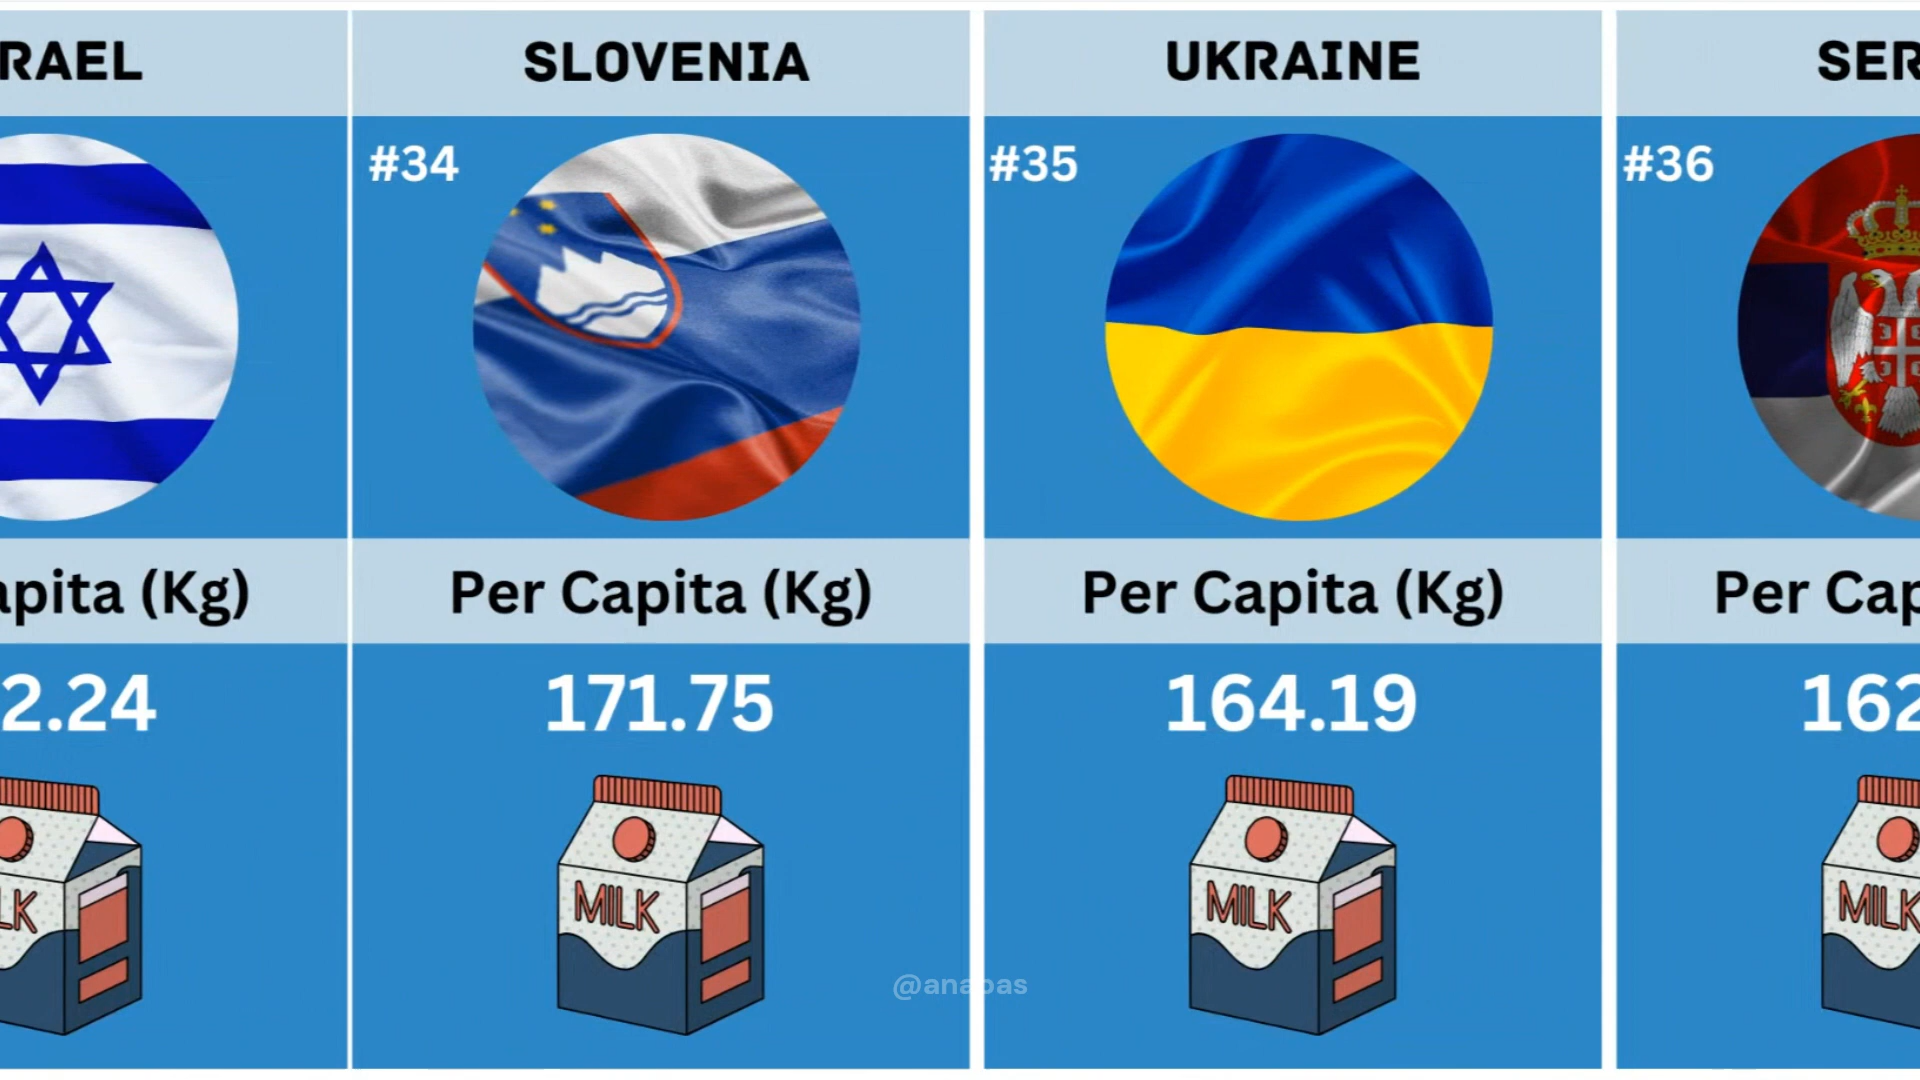 RAEL
SLOVENIA
UKRAINE
SER
#34
#35
#36
apita (Kg)
Per Capita (Kg)
Per Capita (Kg)
Per Cap
2.24
171.75
164.19
162
LK
MILK
MILK
MILK